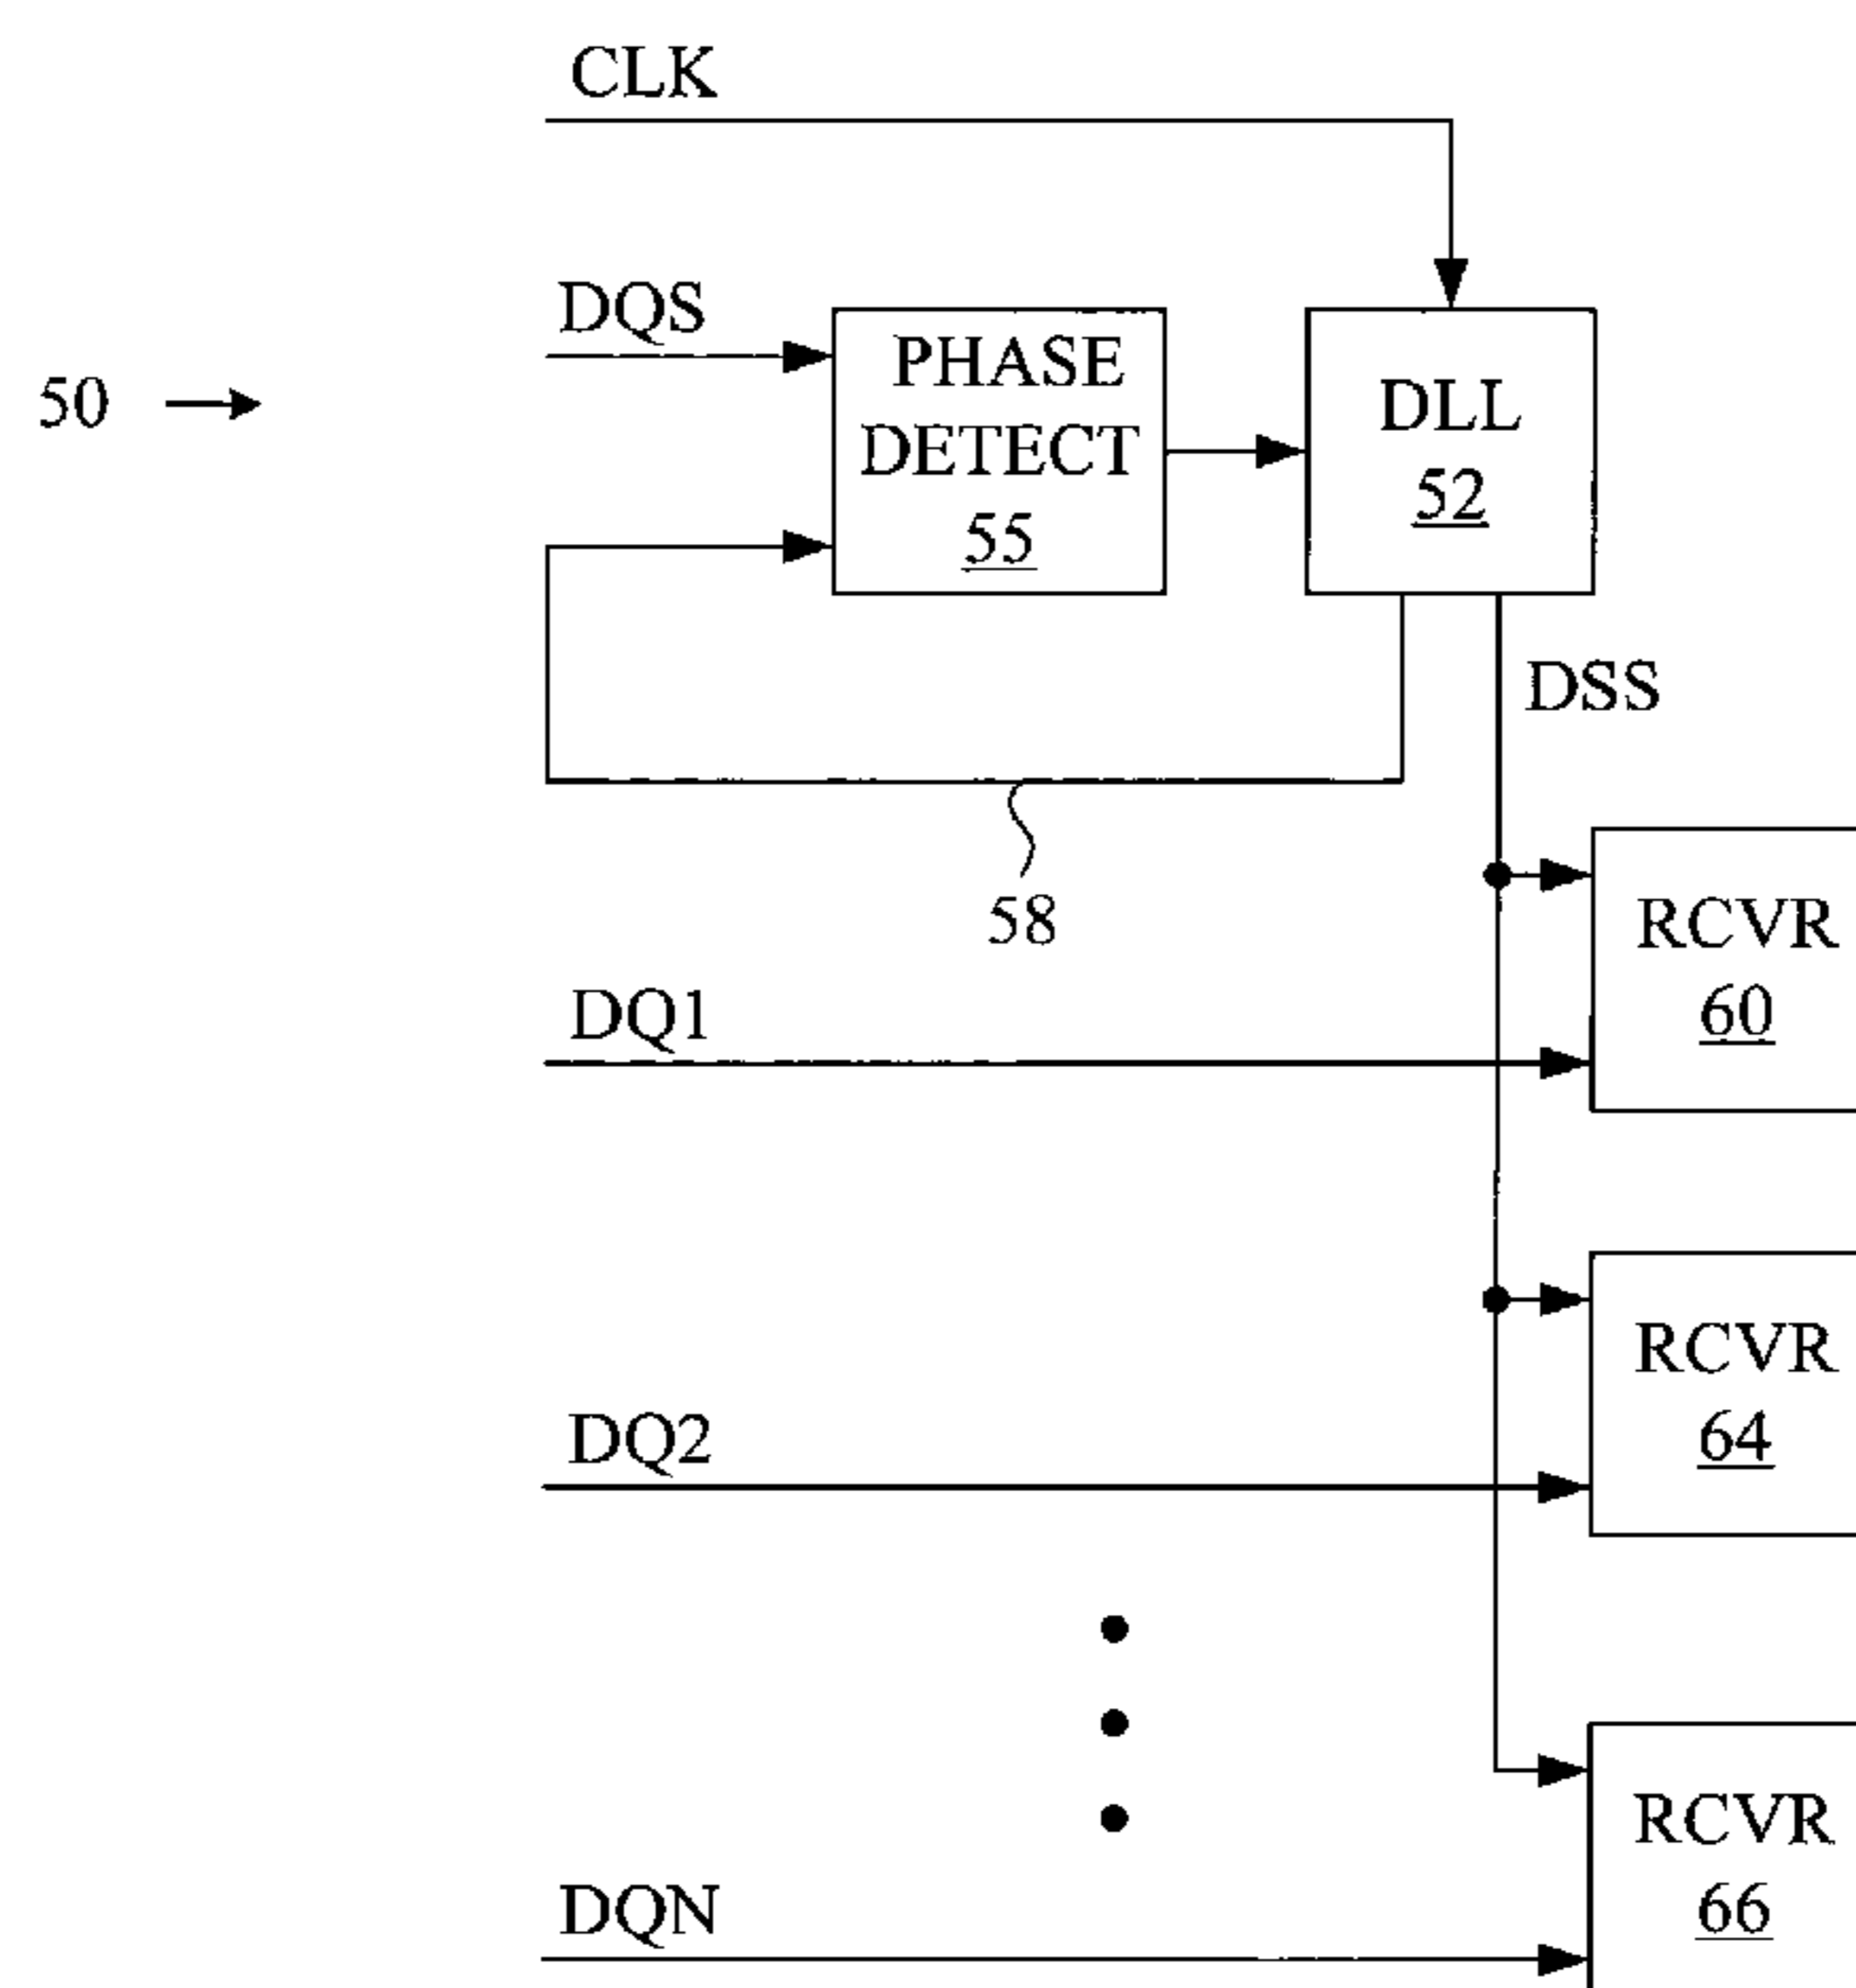 CLK
DQS
50
PHASE
DETECT
55
DLL
52
DSS
58
RCVR
60
DQ1
RCVR
64
DQ2
RCVR
66
DQN